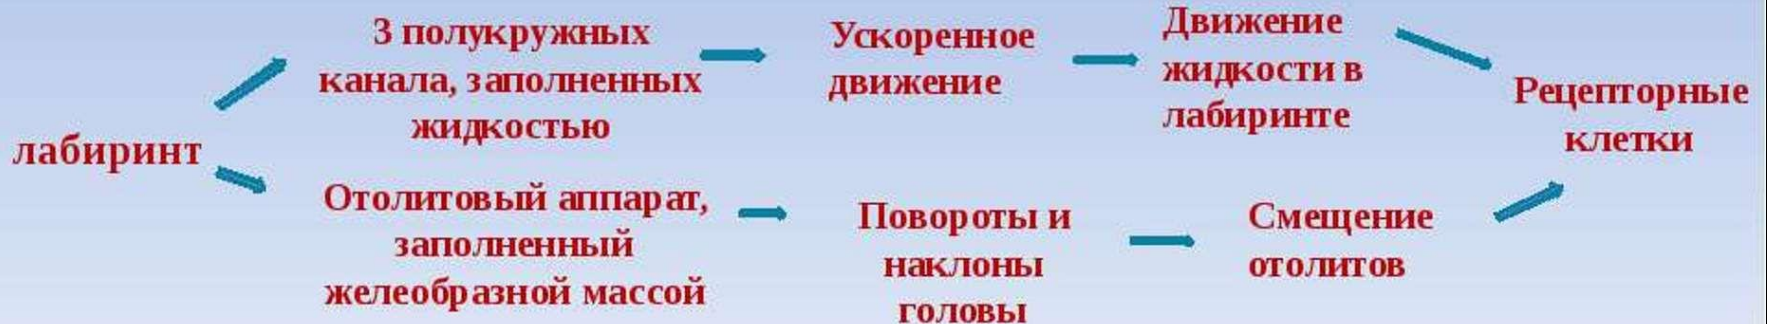 лабиринт
3 полукружных
канала, заполненных
жидкостью
Ускоренное
движение
Движение
жидкости в
лабиринте
Рецепторные
клетки
Отолитовый аппарат,
заполненный
желеобразной массой
Повороты и
наклоны
головы
Смещение
отолитов